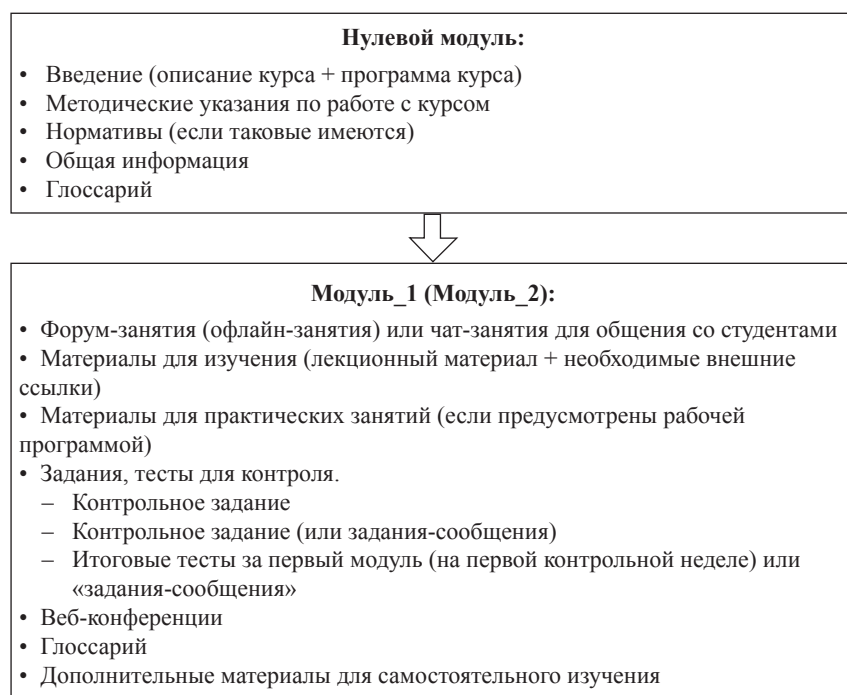 Нулевой модуль:
• Введение (описание курса + программа курса)
• Методические указания по работе с курсом
• Нормативы (если таковые имеются)
• Общая информация
• Глоссарий
Модуль_1 (Модуль_2):
• Форум-занятия (офлайн-занятия) или чат-занятия для общения со студентами
• Материалы для изучения (лекционный материал + необходимые внешние
ссылки)
• Материалы для практических занятий (если предусмотрены рабочей
программой)
• Задания, тесты для контроля.
– Контрольное задание
– Контрольное задание (или задания-сообщения)
– Итоговые тесты за первый модуль (на первой контрольной неделе) или
«задания-сообщения»
• Веб-конференции
• Глоссарий
• Дополнительные материалы для самостоятельного изучения